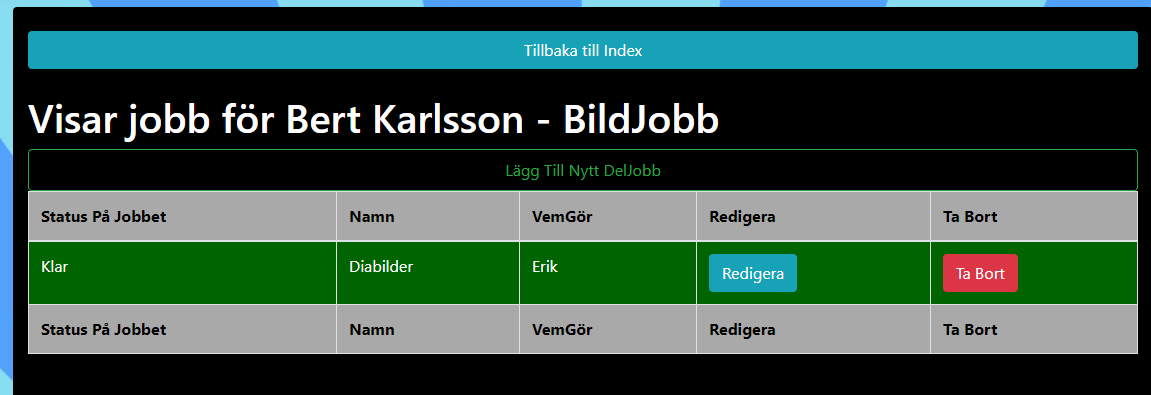 Tillbaka till Index
Visar jobb för Bert Karlsson - BildJobb
Lägg Till Nytt DelJobb
Status På Jobbet Namn VemGör Redigera Ta Bort
Klar Diabilder Erik Redigera Ta Bort
Status På Jobbet Namn VemGör Redigera Ta Bort